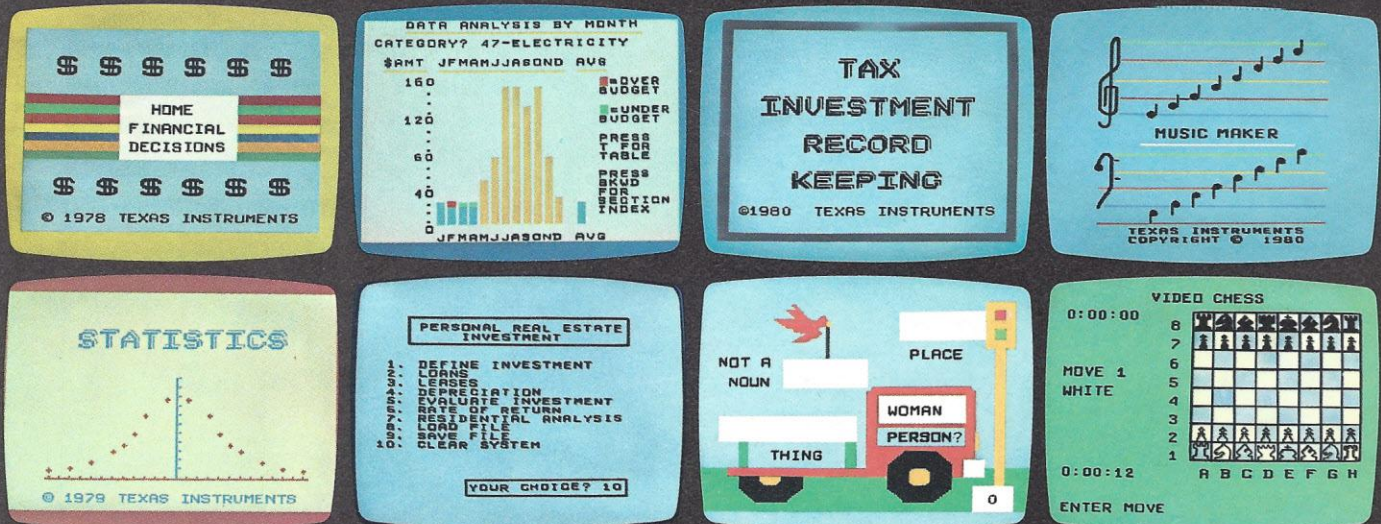 $ $ $ $ $ $
HOME
FINANCIAL
DECISIONS
$ $ $ $ $ $
© 1978 TEXAS INSTRUMENTS
DATA ANALYSIS BY MONTH
CATEGORY? 47-ELECTRICITY
$AMT JFMAMJJASOND AVG
160
120
60
40
0
=OVER
BUDGET
=UNDER
BUDGET
PRESS
T FOR
TABLE
PRESS
BKWD
FOR
SECTION
INDEX
JFMAMJJASOND AVG
TAX
INVESTMENT
RECORD
KEEPING
©1980 TEXAS INSTRUMENTS
MUSIC MAKER
TEXAS INSTRUMENTS
COPYRIGHT © 1980
STATISTICS
© 1979 TEXAS INSTRUMENTS
PERSONAL REAL ESTATE
INVESTMENT
1. DEFINE INVESTMENT
2. LOANS
3. LEASES
4. DEPRECIATION
5. EVALUATE INVESTMENT
6. RATE OF RETURN
7. RESIDENTIAL ANALYSIS
8. LOAD FILE
9. SAVE FILE
10. CLEAR SYSTEM
YOUR CHOICE? 10
NOT A
NOUN
PLACE
WOMAN
PERSON?
THING
0
VIDEO CHESS
0:00:00
8
7
6
MOVE 1
5
WHITE
4
3
2
1
0:00:12
A B C D E F G H
ENTER MOVE